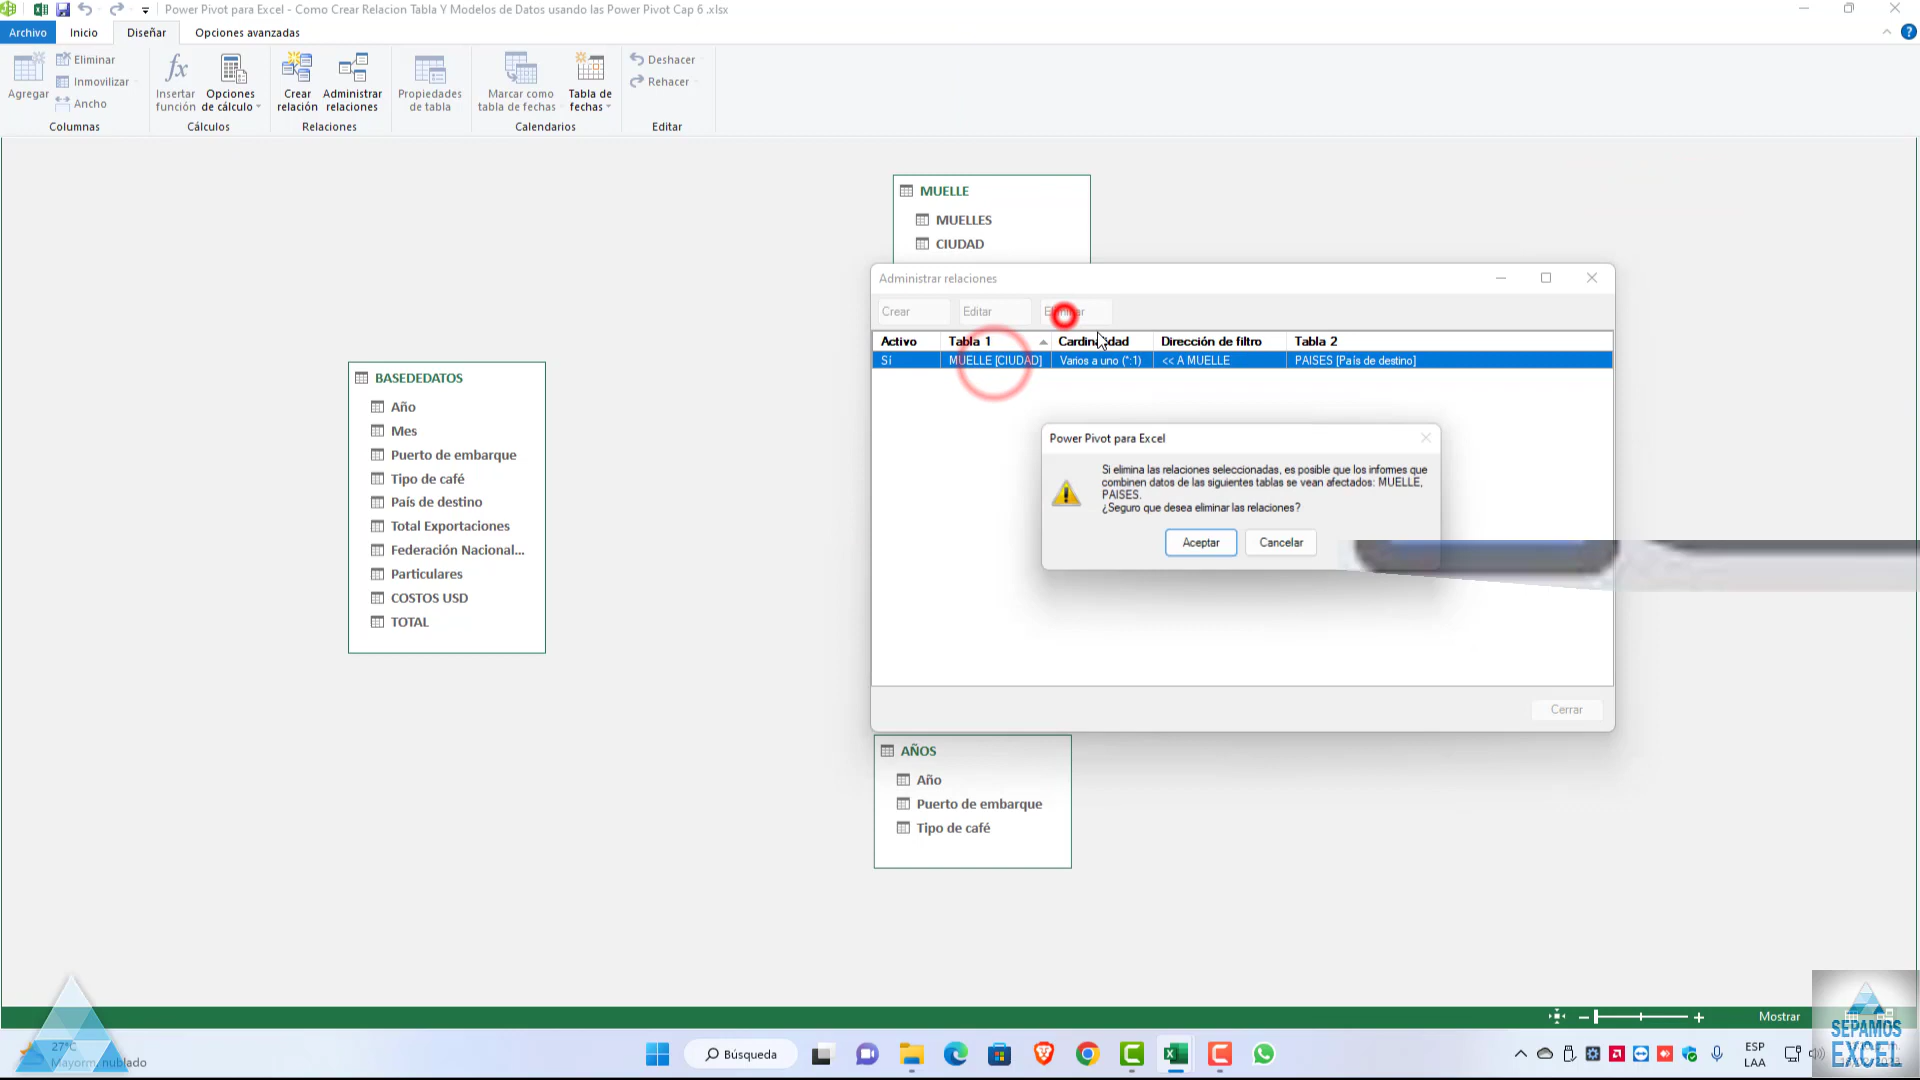 Power Pivot para Excel - Como Crear Relacion Tabla Y Modelos de Datos usando las Power Pivot Cap 6 .xlsx
Archivo Inicio Diseñar Opciones avanzadas
Agregar
Eliminar
Inmovilizar
Ancho
Columnas
Insertar función
Opciones de cálculo
Cálculos
Crear relación
Administrar relaciones
Relaciones
Propiedades de tabla
Marcar como tabla de fechas
Tabla de fechas
Calendarios
Deshacer
Rehacer
Editar
MUELLE
MUELLES
CIUDAD
BASEDEDATOS
Año
Mes
Puerto de embarque
Tipo de café
País de destino
Total Exportaciones
Federación Nacional...
Particulares
COSTOS USD
TOTAL
Administrar relaciones
Crear Editar Eliminar
Activo Tabla 1 Cardinalidad Dirección de filtro Tabla 2
Sí MUELLE [CIUDAD] Varios a uno (*:1) << A MUELLE PAISES [País de destino]
Power Pivot para Excel
Si elimina las relaciones seleccionadas, es posible que los informes que
combinen datos de las siguientes tablas se vean afectados: MUELLE,
PAISES.
¿Seguro que desea eliminar las relaciones?
Aceptar Cancelar
Cerrar
AÑOS
Año
Puerto de embarque
Tipo de café
Mostrar
27°C
Mayorm. nublado
Búsqueda
ESP
LAA
SEPAMOS
EXCEL